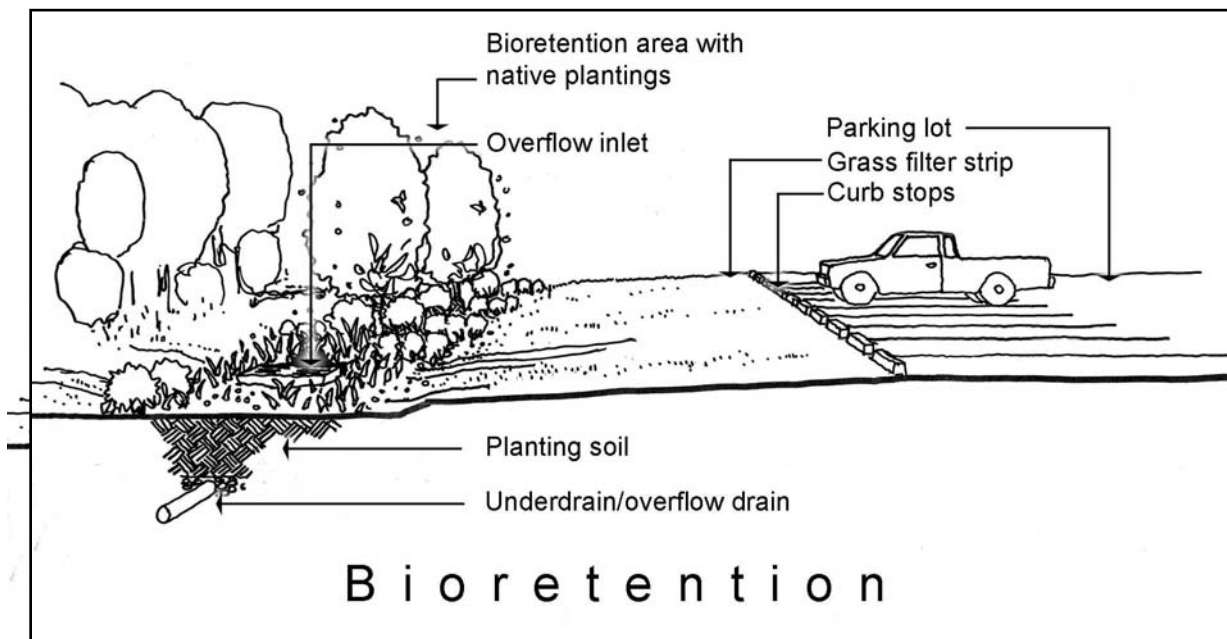 Bioretention area with
native plantings
Overflow inlet
Parking lot
Grass filter strip
Curb stops
Planting soil
Underdrain/overflow drain
Bioretention